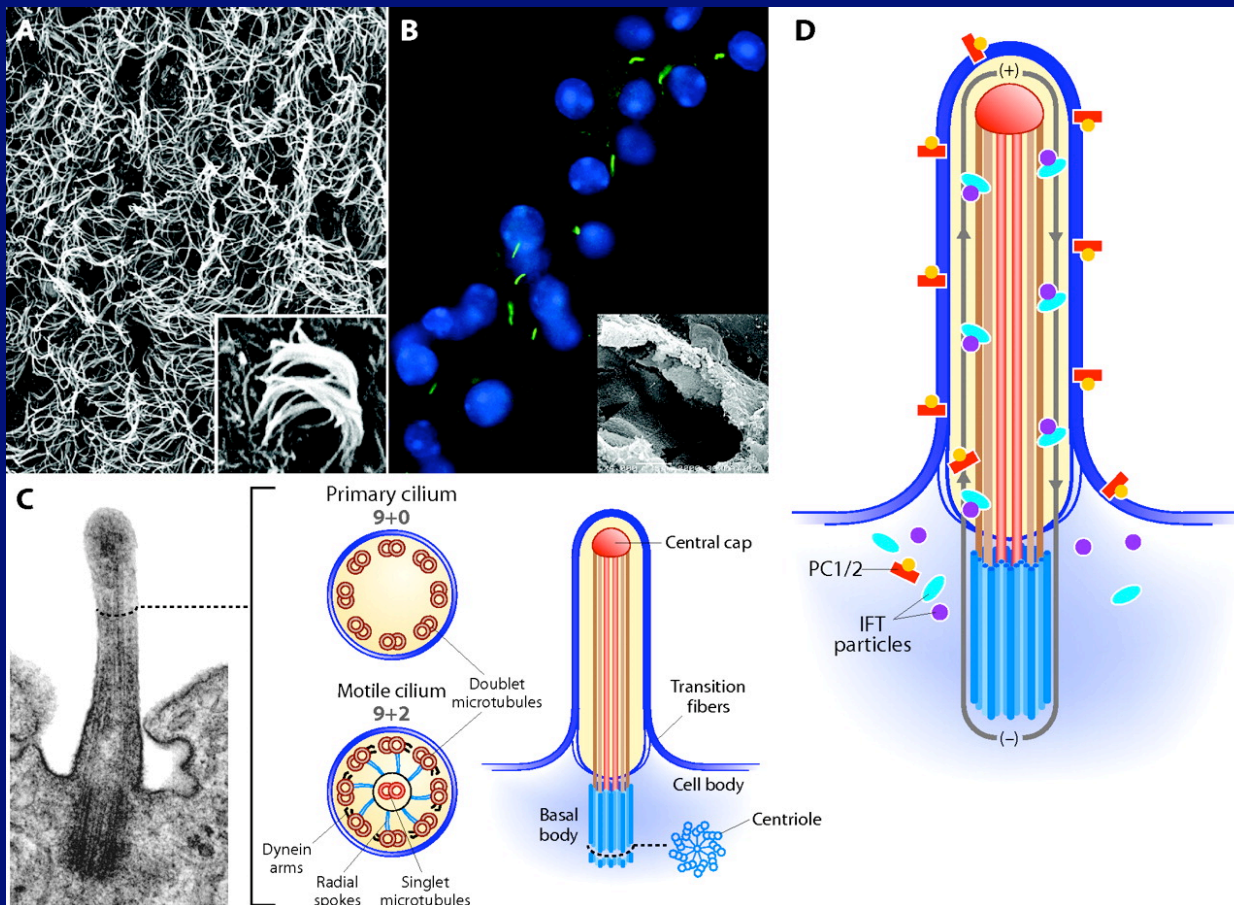 A
B
C
Primary cilium
9+0
Doublet
microtubules
Motile cilium
9+2
Dynein
arms
Radial
spokes
Singlet
microtubules
Central cap
Transition
fibers
Cell body
Basal
body
Centriole
D
(+)
PC1/2
IFT
particles
(–)